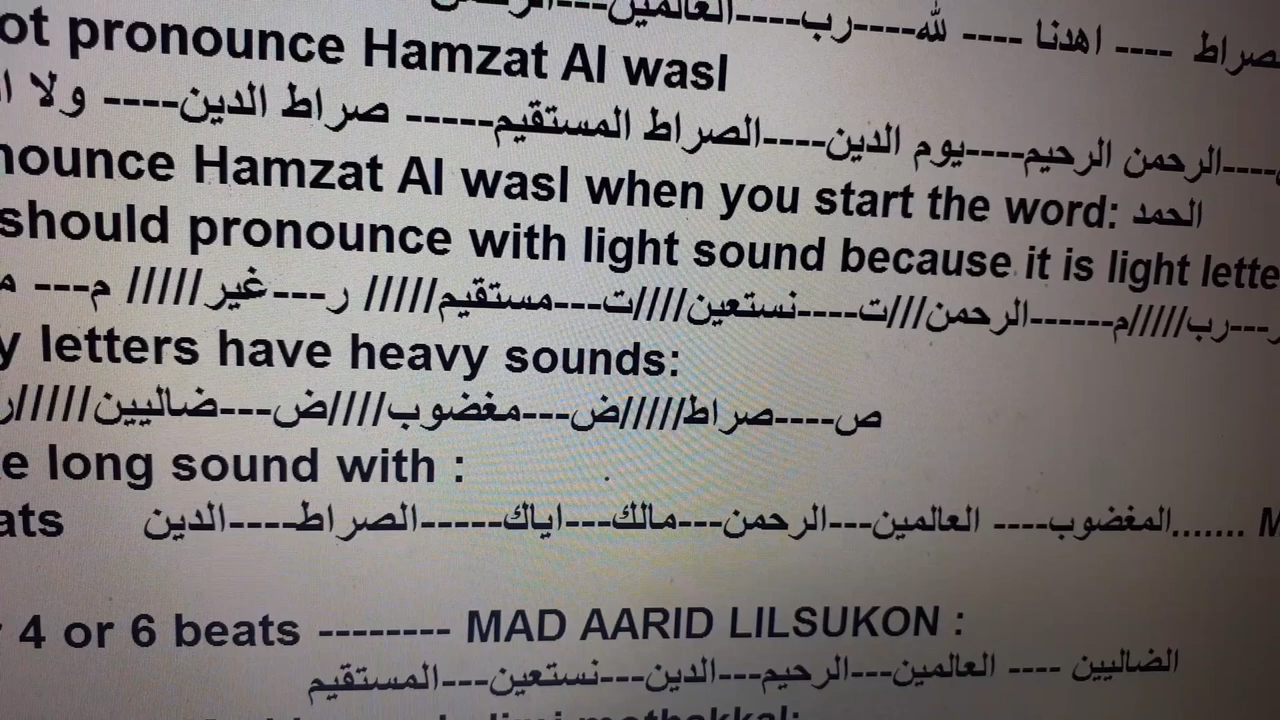 صراط ---- اهدنا ---- لله----رب----العالمين----
ot pronounce Hamzat Al wasl
----الرحمن الرحيم----يوم الدين----الصراط المستقيم-----صراط الدين---- ولا
nounce Hamzat Al wasl when you start the word: الحمد
should pronounce with light sound because it is light lette
ر---رب/////م------الرحمن///ت----نستعين////ت---مستقيم/////ر---غير///// م---
y letters have heavy sounds:
ص----صراط/////ض---مغضوب////ض---ضاليين/////ر
e long sound with :
ats المغضوب---- العالمين---الرحمن---مالك---اياك-----الصراط----الدين ....... M
4 or 6 beats -------- MAD AARID LILSUKON :
الضاليين ---- العالمين---الرحيم---الدين---نستعين---المستقيم